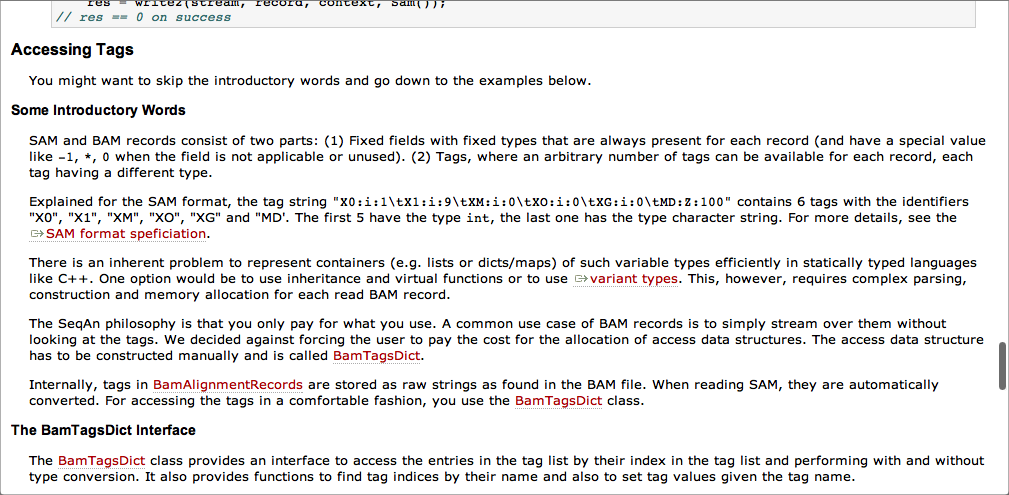 res = write2(stream, record, context, Sam());
// res == 0 on success
Accessing Tags
You might want to skip the introductory words and go down to the examples below.
Some Introductory Words
SAM and BAM records consist of two parts: (1) Fixed fields with fixed types that are always present for each record (and have a special value
like -1, *, 0 when the field is not applicable or unused). (2) Tags, where an arbitrary number of tags can be available for each record, each
tag having a different type.
Explained for the SAM format, the tag string "X0:i:1\tX1:i:9\tXM:i:0\tXO:i:0\tXG:i:0\tMD:Z:100" contains 6 tags with the identifiers
"X0", "X1", "XM", "XO", "XG" and "MD'. The first 5 have the type int, the last one has the type character string. For more details, see the
SAM format speficiation.
There is an inherent problem to represent containers (e.g. lists or dicts/maps) of such variable types efficiently in statically typed languages
like C++. One option would be to use inheritance and virtual functions or to use variant types. This, however, requires complex parsing,
construction and memory allocation for each read BAM record.
The SeqAn philosophy is that you only pay for what you use. A common use case of BAM records is to simply stream over them without
looking at the tags. We decided against forcing the user to pay the cost for the allocation of access data structures. The access data structure
has to be constructed manually and is called BamTagsDict.
Internally, tags in BamAlignmentRecords are stored as raw strings as found in the BAM file. When reading SAM, they are automatically
converted. For accessing the tags in a comfortable fashion, you use the BamTagsDict class.
The BamTagsDict Interface
The BamTagsDict class provides an interface to access the entries in the tag list by their index in the tag list and performing with and without
type conversion. It also provides functions to find tag indices by their name and also to set tag values given the tag name.